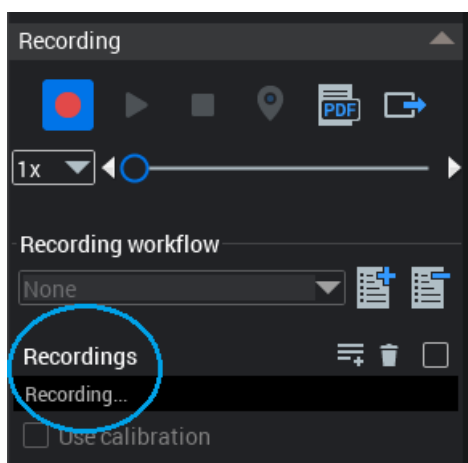 Recording
PDF
1x
Recording workflow
None
Recordings
Recording...
Use calibration